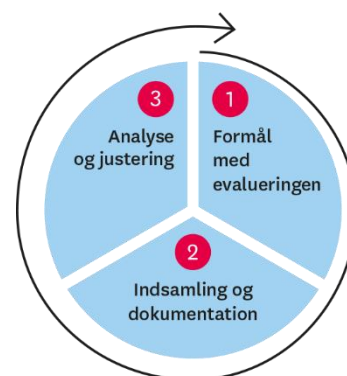 1
Formål
med
evalueringen
2
Indsamling og
dokumentation
3
Analyse
og justering